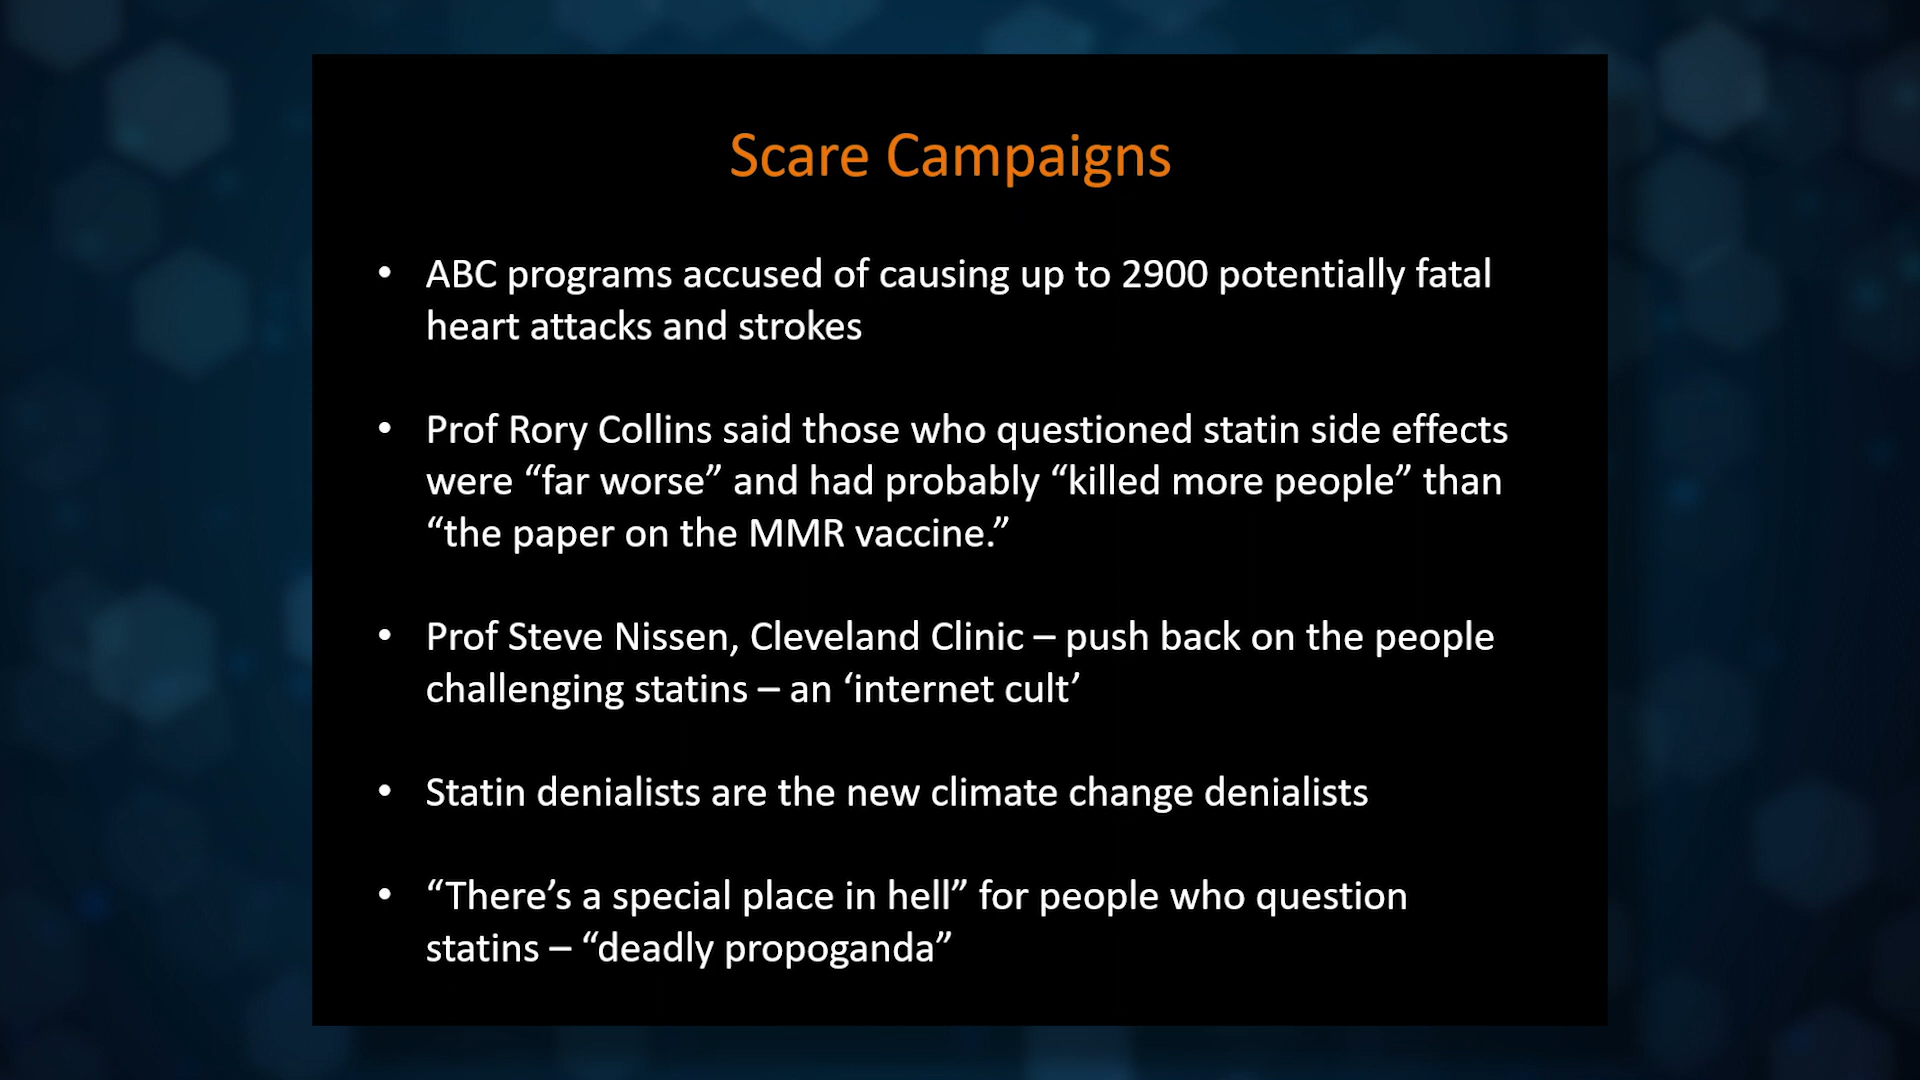 Scare Campaigns
• ABC programs accused of causing up to 2900 potentially fatal
heart attacks and strokes
• Prof Rory Collins said those who questioned statin side effects
were “far worse” and had probably “killed more people” than
“the paper on the MMR vaccine.”
• Prof Steve Nissen, Cleveland Clinic – push back on the people
challenging statins – an ‘internet cult’
• Statin denialists are the new climate change denialists
• “There’s a special place in hell” for people who question
statins – “deadly propoganda”